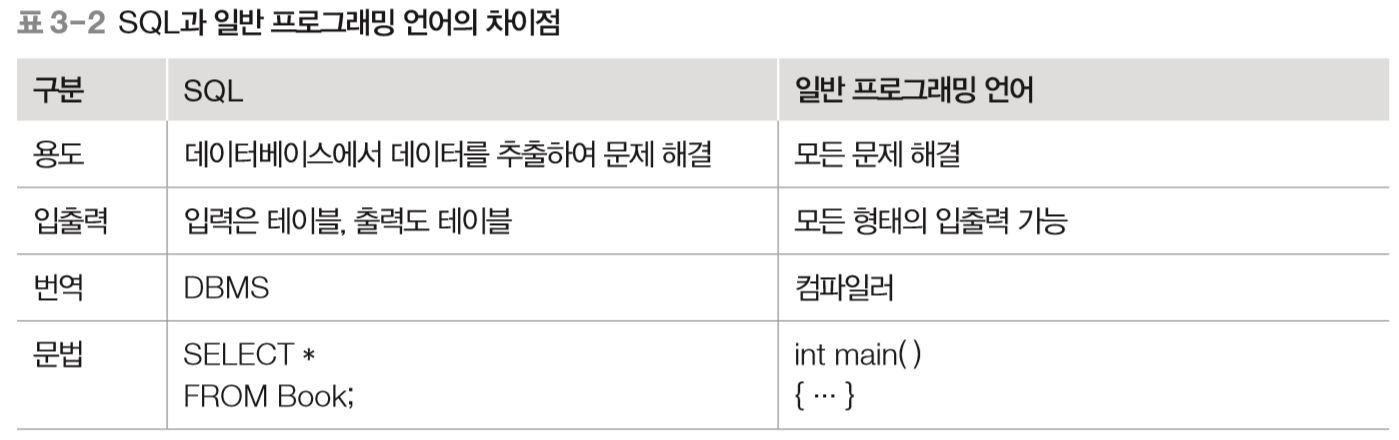 표 3-2 SQL과 일반 프로그래밍 언어의 차이점
구분 SQL 일반 프로그래밍 언어
용도 데이터베이스에서 데이터를 추출하여 문제 해결 모든 문제 해결
입출력 입력은 테이블, 출력도 테이블 모든 형태의 입출력 가능
번역 DBMS 컴파일러
문법 SELECT * int main( )
FROM Book; { … }